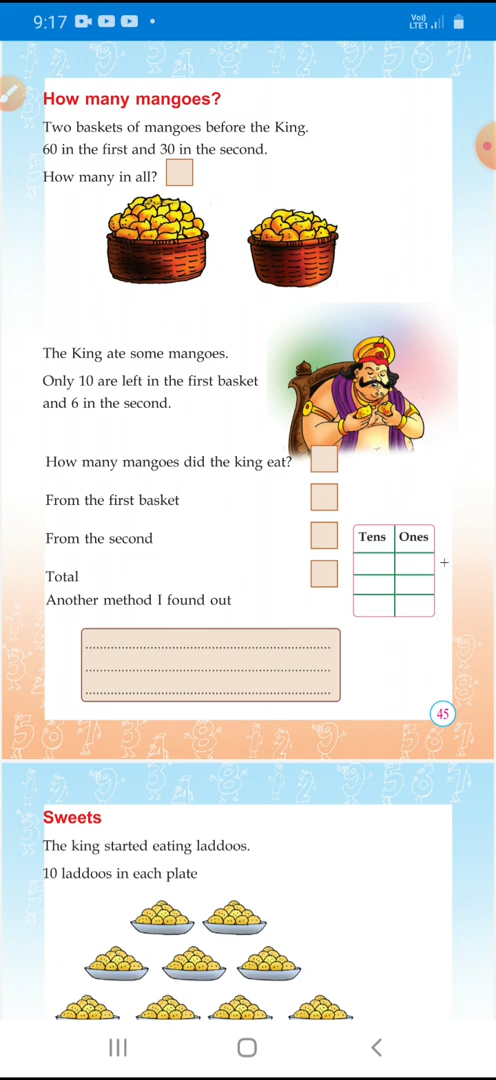 9:17
Vo))
LTE1
How many mangoes?
Two baskets of mangoes before the King.
60 in the first and 30 in the second.
How many in all?
The King ate some mangoes.
Only 10 are left in the first basket
and 6 in the second.
How many mangoes did the king eat?
From the first basket
From the second
Tens Ones
+
Total
Another method I found out
45
Sweets
The king started eating laddoos.
10 laddoos in each plate